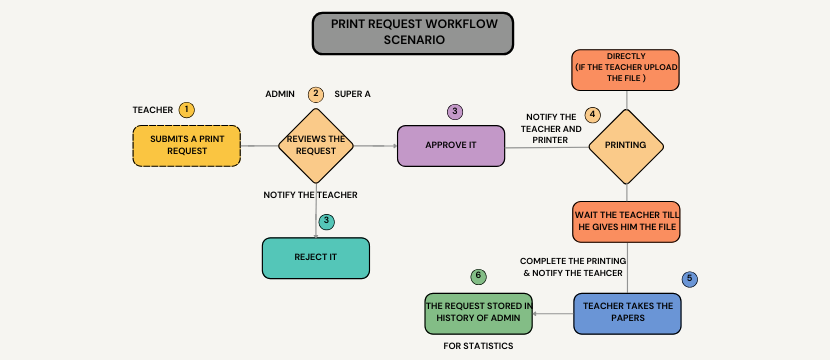 PRINT REQUEST WORKFLOW
SCENARIO
DIRECTLY
(IF THE TEACHER UPLOAD
THE FILE )
ADMIN
2
SUPER A
TEACHER
1
3
NOTIFY THE
TEACHER AND
PRINTER
4
SUBMITS A PRINT
REQUEST
REVIEWS THE
REQUEST
APPROVE IT
PRINTING
NOTIFY THE TEACHER
3
REJECT IT
WAIT THE TEACHER TILL
HE GIVES HIM THE FILE
COMPLETE THE PRINTING
& NOTIFY THE TEAHCER
6
5
THE REQUEST STORED IN
HISTORY OF ADMIN
TEACHER TAKES THE
PAPERS
FOR STATISTICS